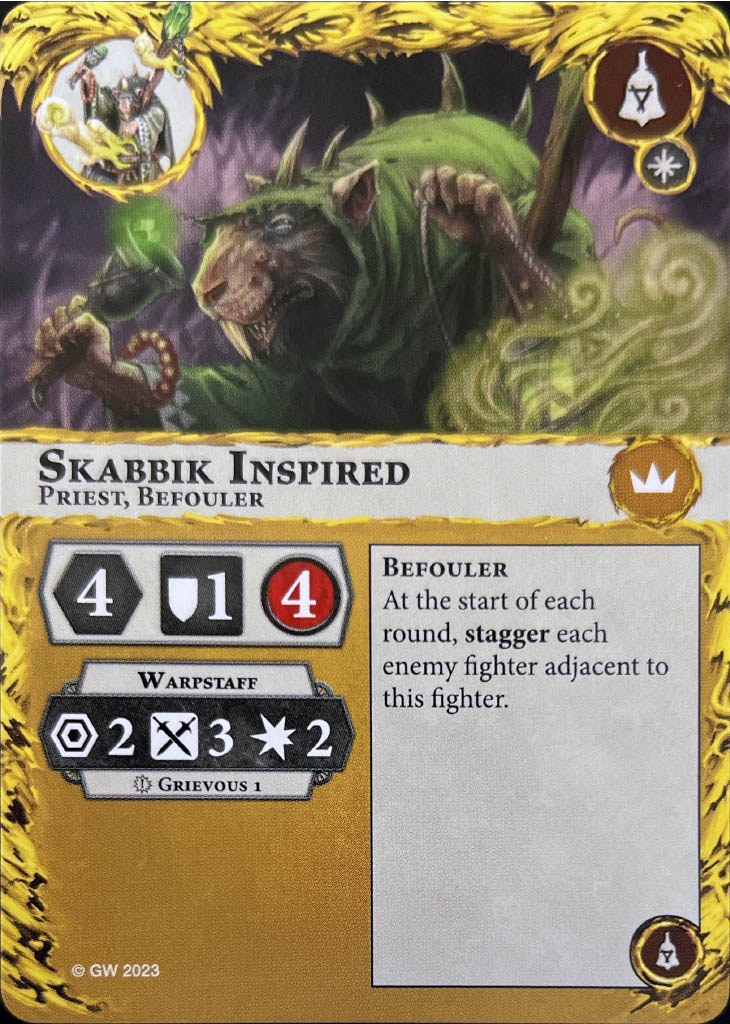 Skabbik Inspired
Priest, Befouler
4 1 4
Warpstaff
2 3 2
Grievous 1
Befouler
At the start of each
round, stagger each
enemy fighter adjacent to
this fighter.
© GW 2023